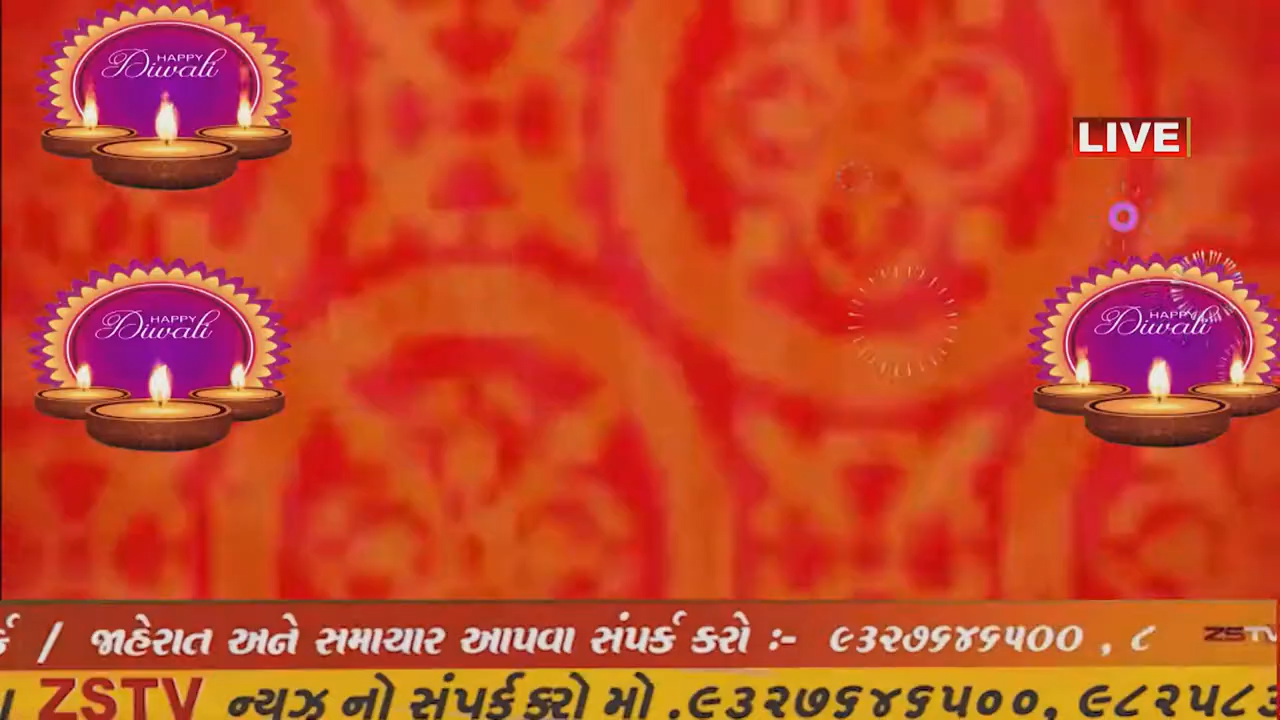 HAPPY
Diwali
LIVE
HAPPY
Diwali
HAPPY
Diwali
/ જાહેરાત અને સમાચાર આપવા સંપર્ક કરો :- ૯૩૨૭૬૪૬૫૦૦ , ૮ ZSTV
ZSTV ન્યુઝ નો સંપર્ક કરો મો .૯૩૨૭૬૪૬૫૦૦, ૯૮૨૫૮૩